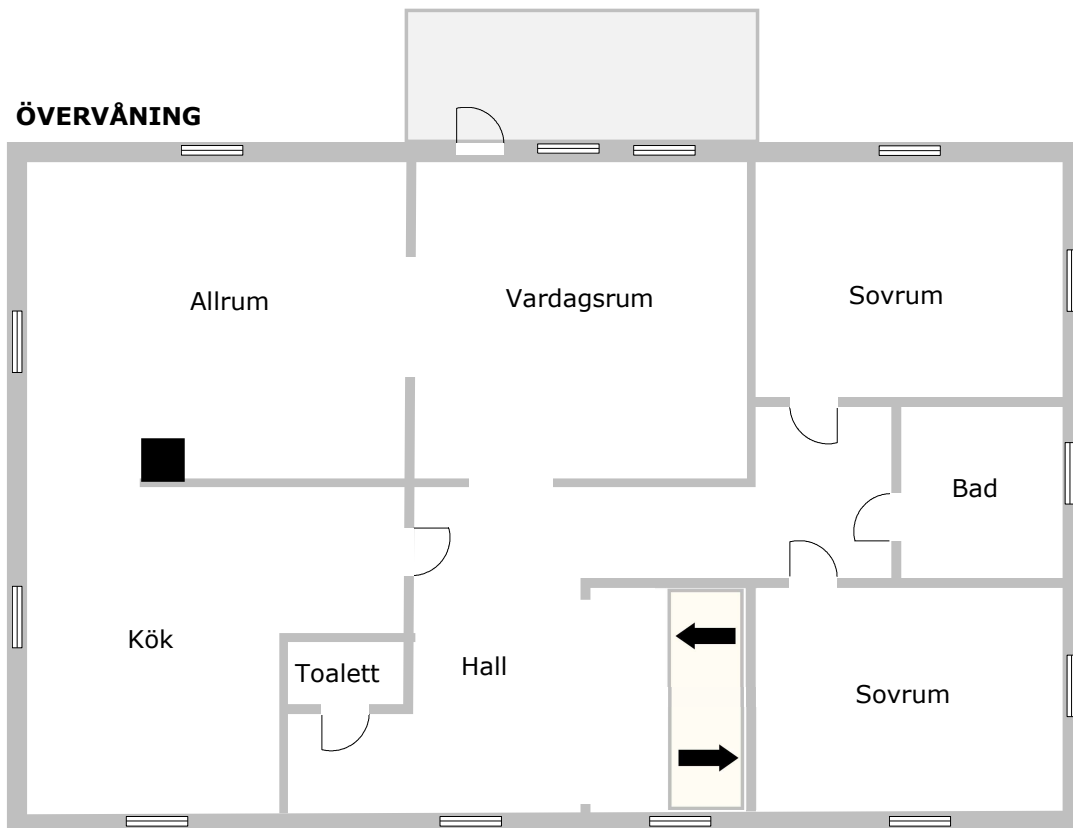 ÖVERVÅNING
Allrum
Vardagsrum
Sovrum
Bad
Kök
Toalett
Hall
Sovrum